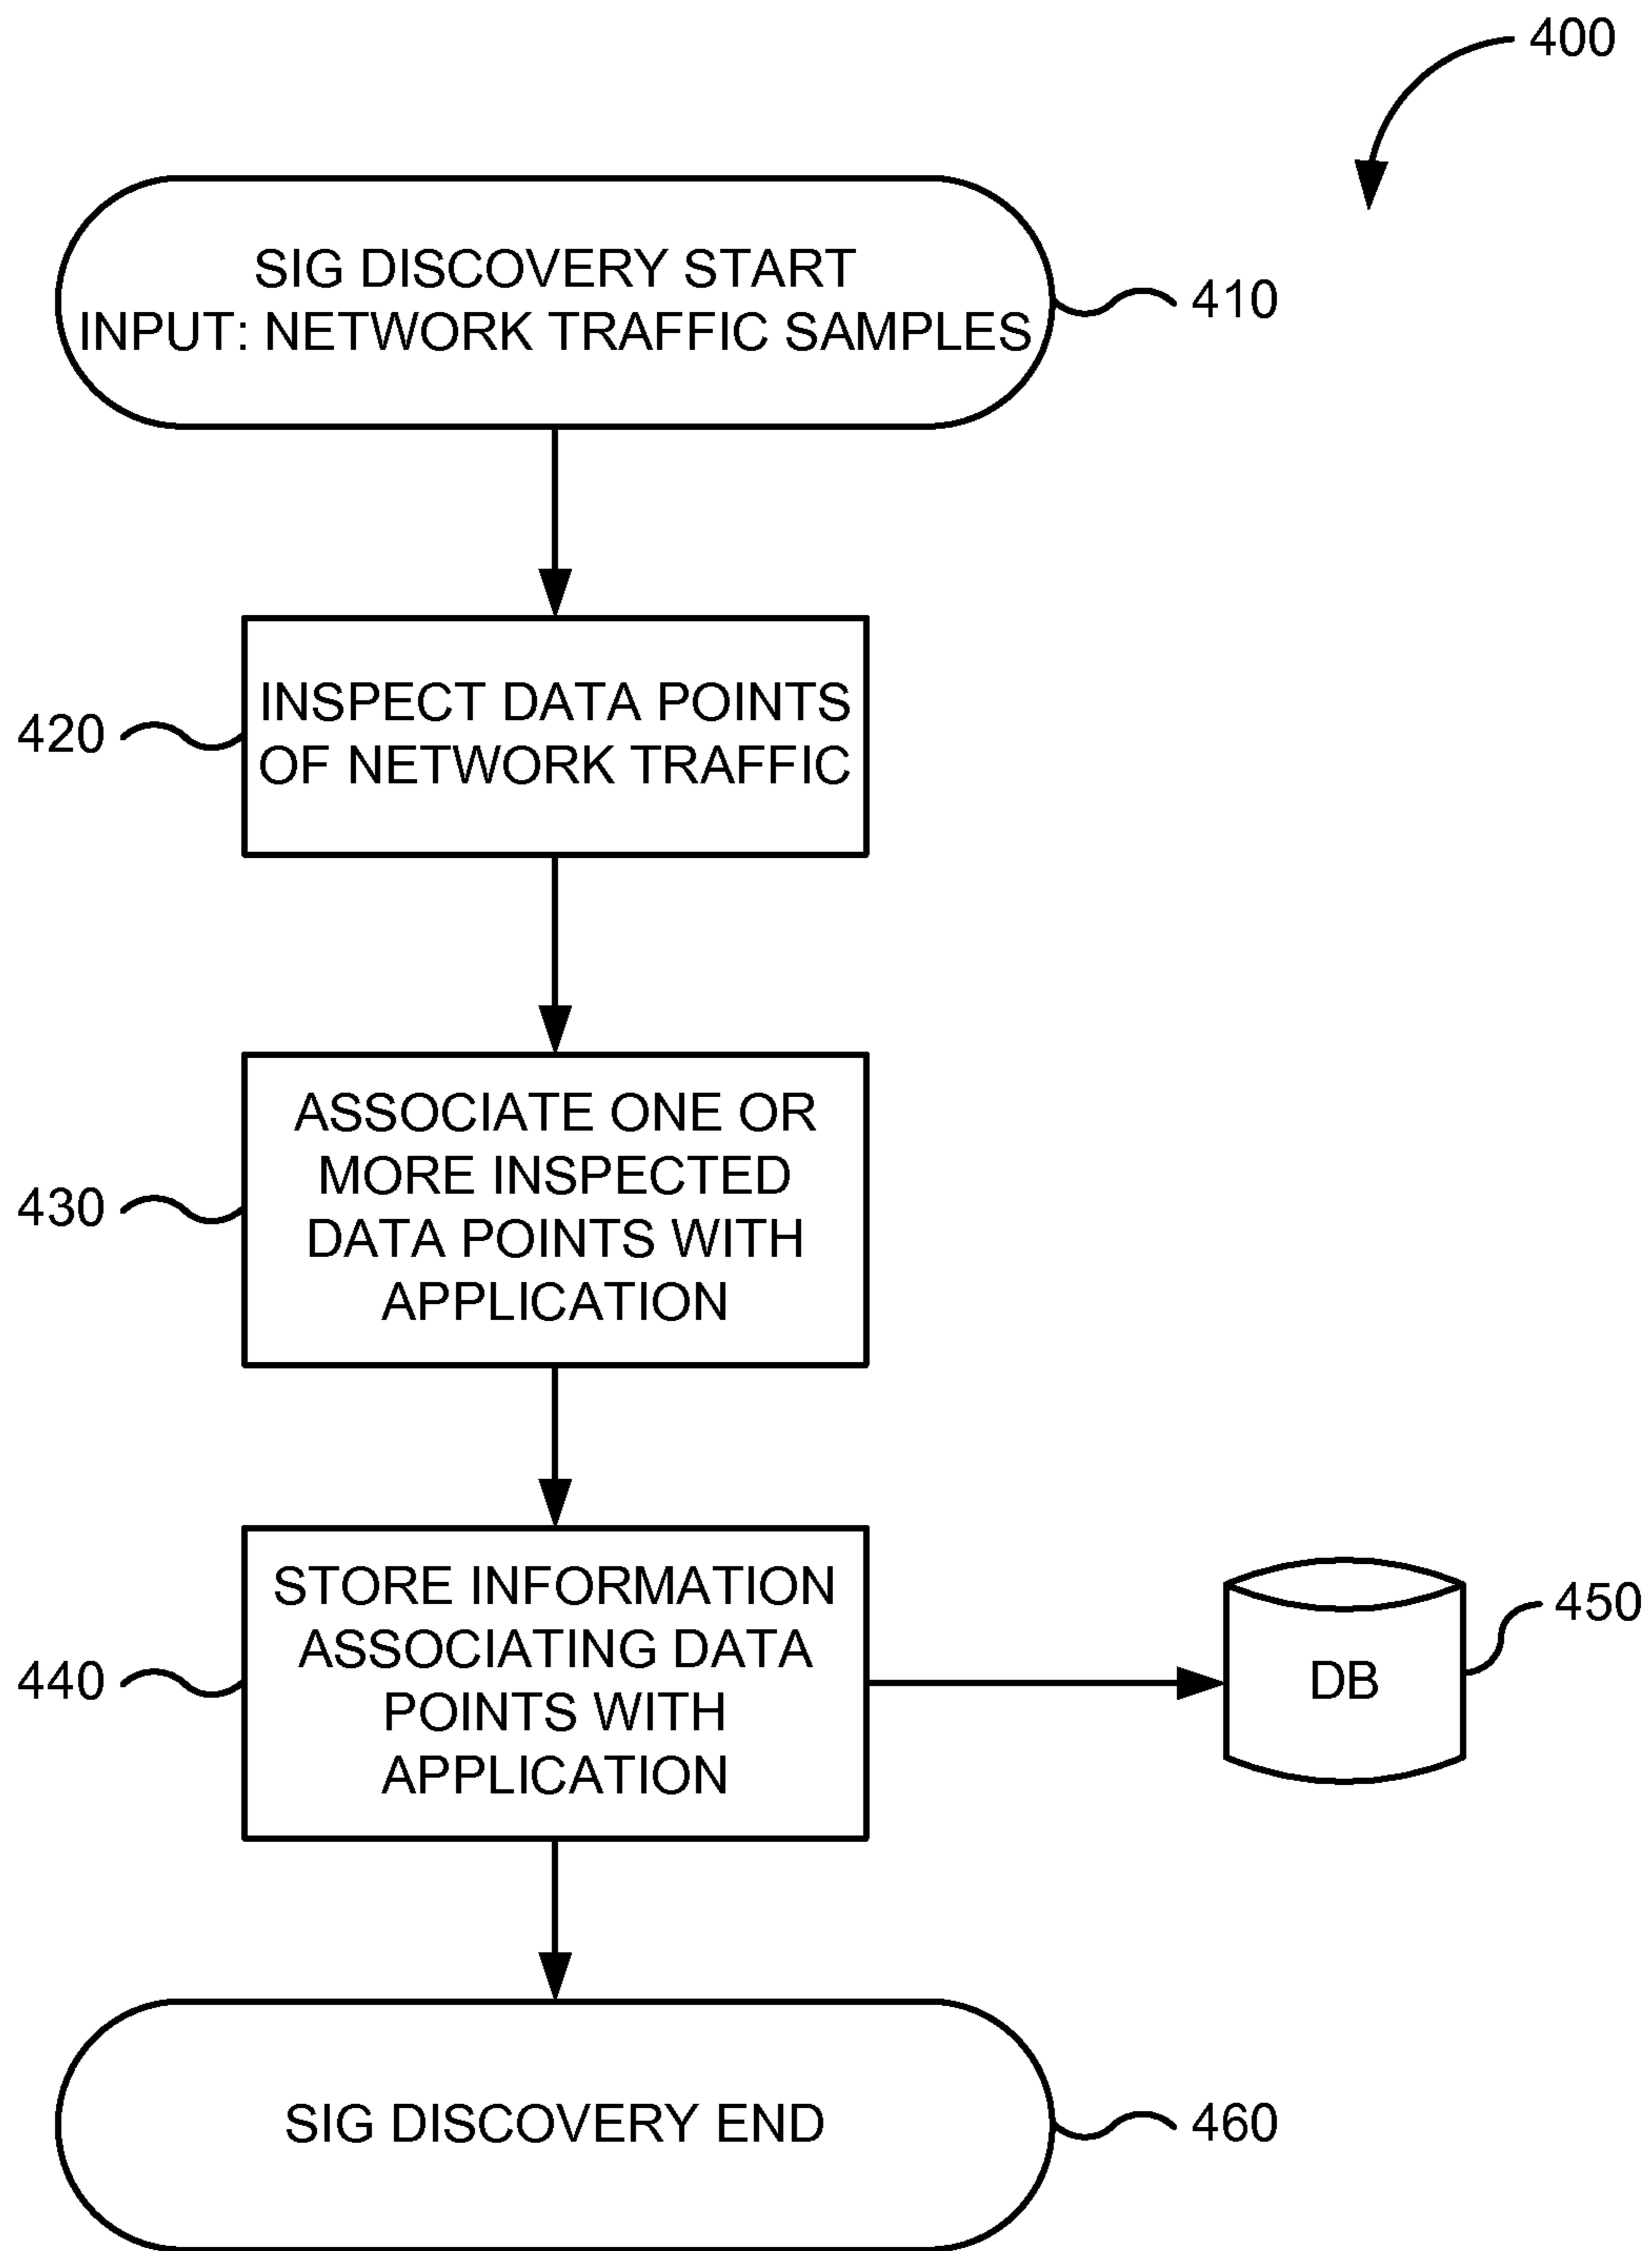 400
SIG DISCOVERY START
INPUT: NETWORK TRAFFIC SAMPLES
410
INSPECT DATA POINTS
OF NETWORK TRAFFIC
420
ASSOCIATE ONE OR
MORE INSPECTED
DATA POINTS WITH
APPLICATION
430
STORE INFORMATION
ASSOCIATING DATA
POINTS WITH
APPLICATION
440
DB
450
SIG DISCOVERY END
460